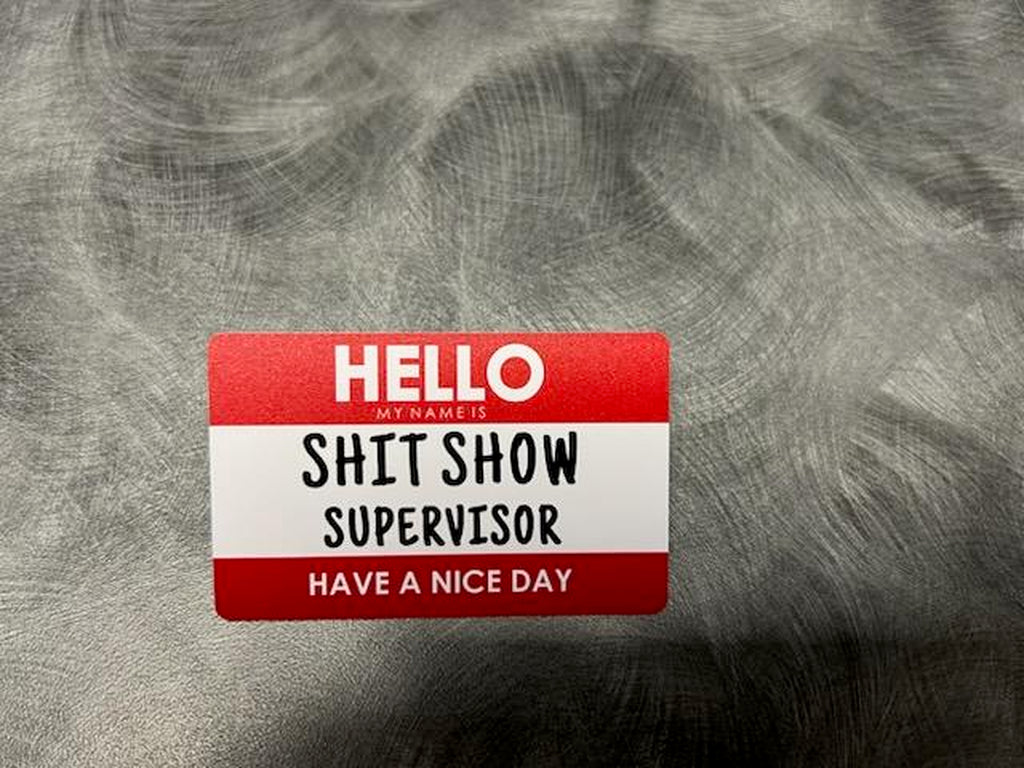 HELLO
MY NAME IS
SHIT SHOW
SUPERVISOR
HAVE A NICE DAY